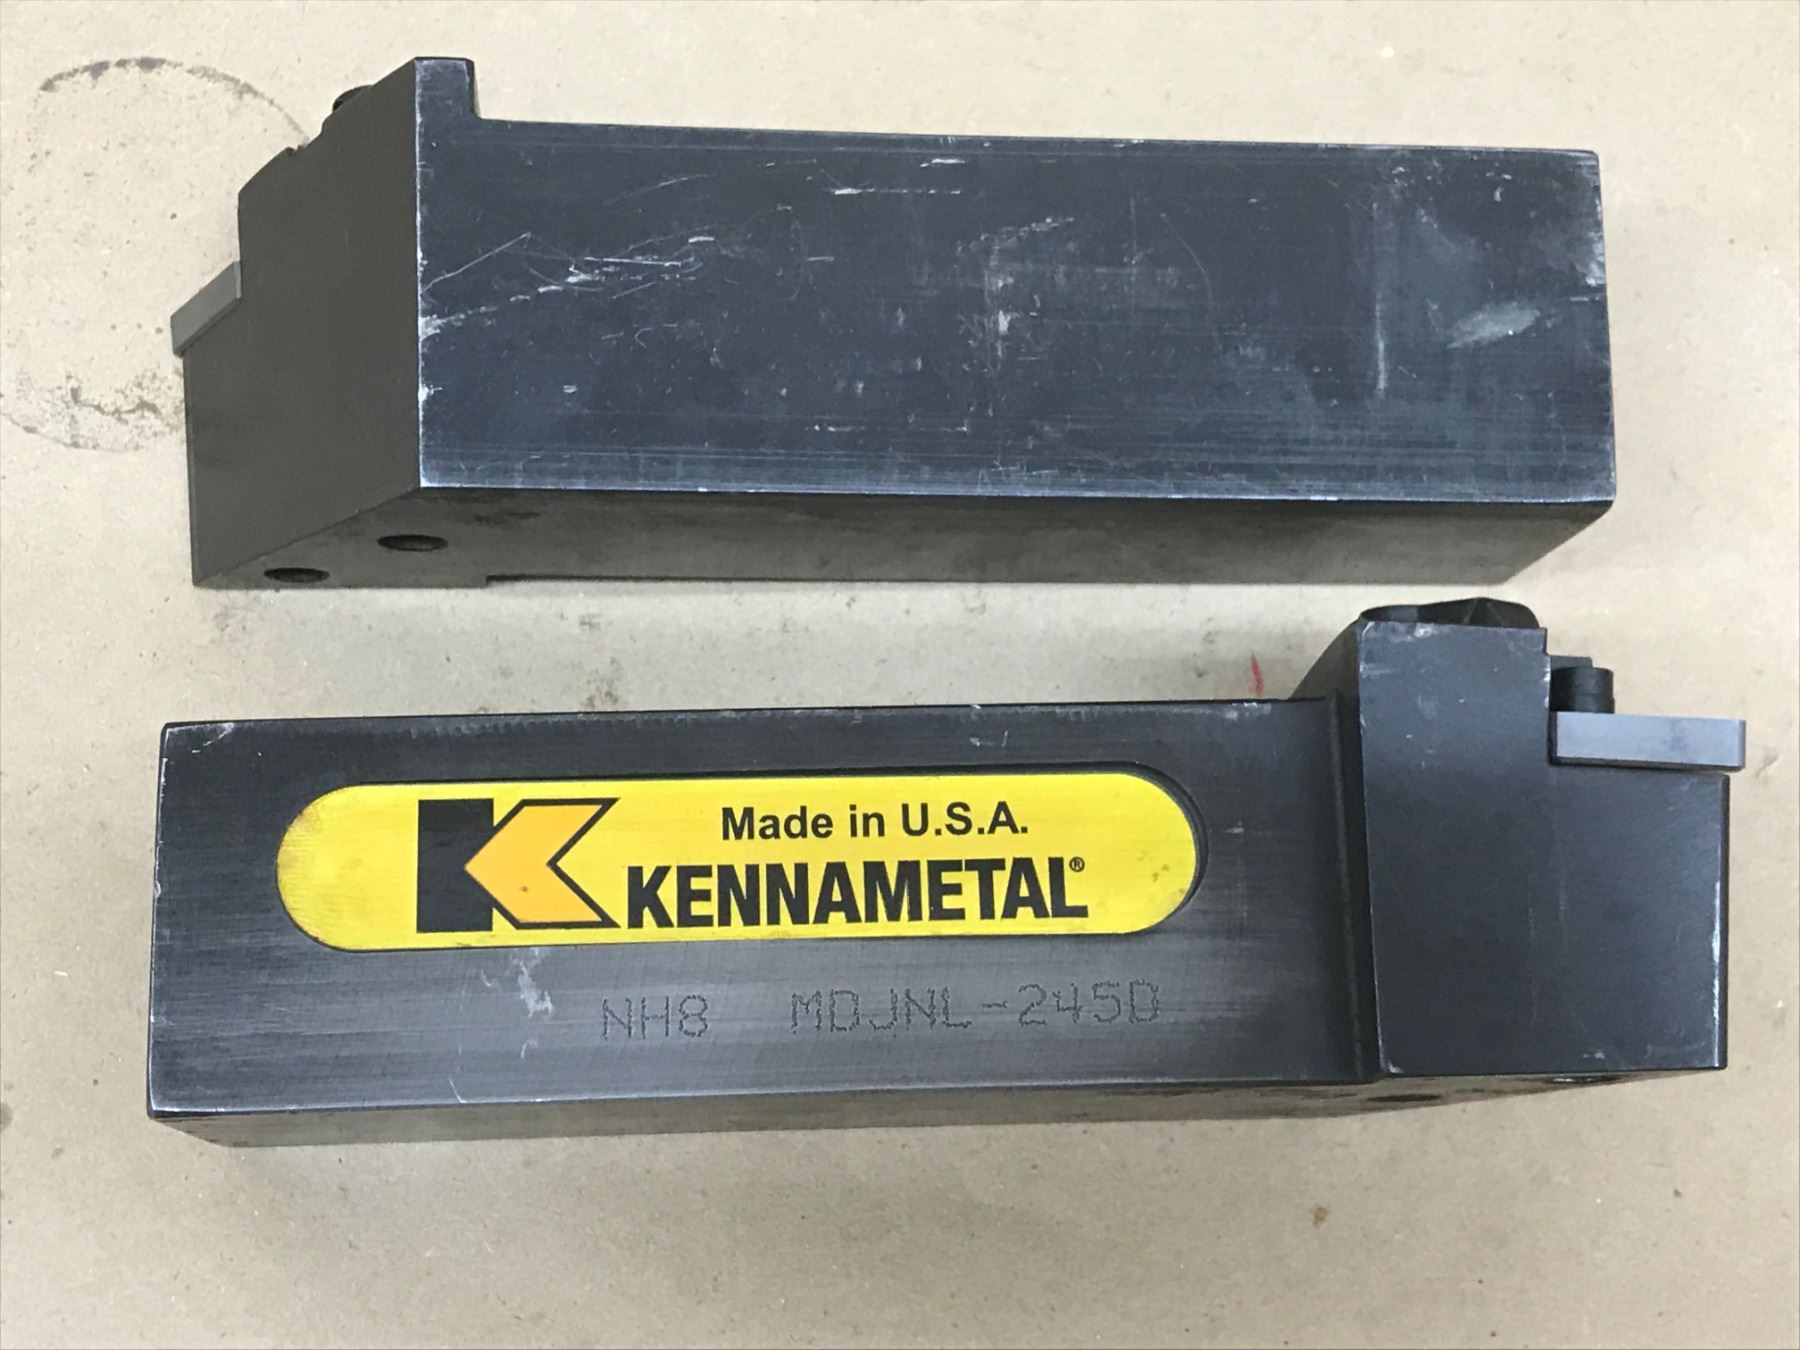 Made in U.S.A.
KENNAMETAL®
NH8 MDJNL-245D